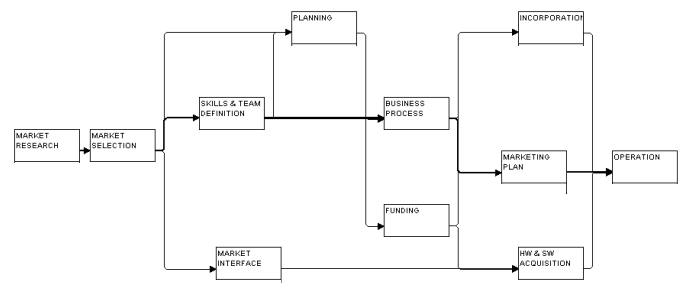 PLANNING
INCORPORATION
SKILLS & TEAM
DEFINITION
BUSINESS
PROCESS
MARKET
RESEARCH
MARKET
SELECTION
MARKETING
PLAN
OPERATION
FUNDING
MARKET
INTERFACE
HW & SW
ACQUISITION